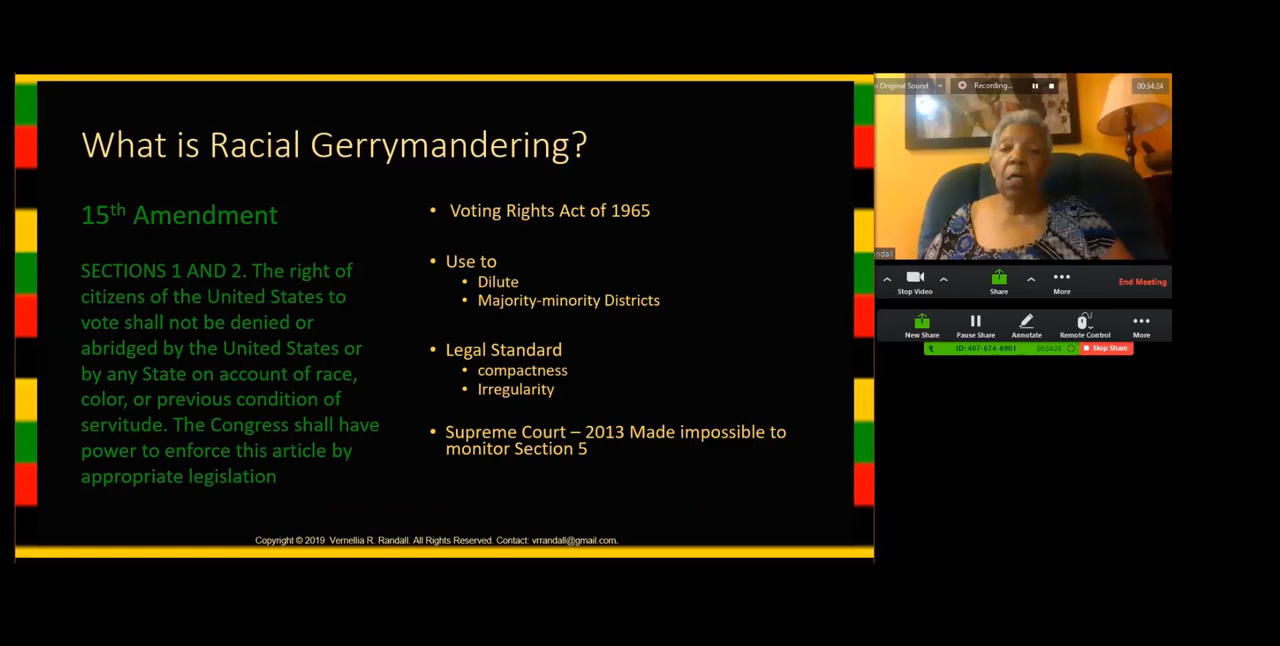 What is Racial Gerrymandering?
15th Amendment
SECTIONS 1 AND 2. The right of
citizens of the United States to
vote shall not be denied or
abridged by the United States or
by any State on account of race,
color, or previous condition of
servitude. The Congress shall have
power to enforce this article by
appropriate legislation
• Voting Rights Act of 1965
• Use to
• Dilute
• Majority-minority Districts
• Legal Standard
• compactness
• Irregularity
• Supreme Court – 2013 Made impossible to
monitor Section 5
Copyright © 2019 Vernellia R. Randall. All Rights Reserved. Contact: vrrandall@gmail.com.
Original Sound
Recording...
00:34:24
ndall
Stop Video
Share
More
End Meeting
New Share
Pause Share
Annotate
Remote Control
More
ID: 407-674-6901
Stop Share